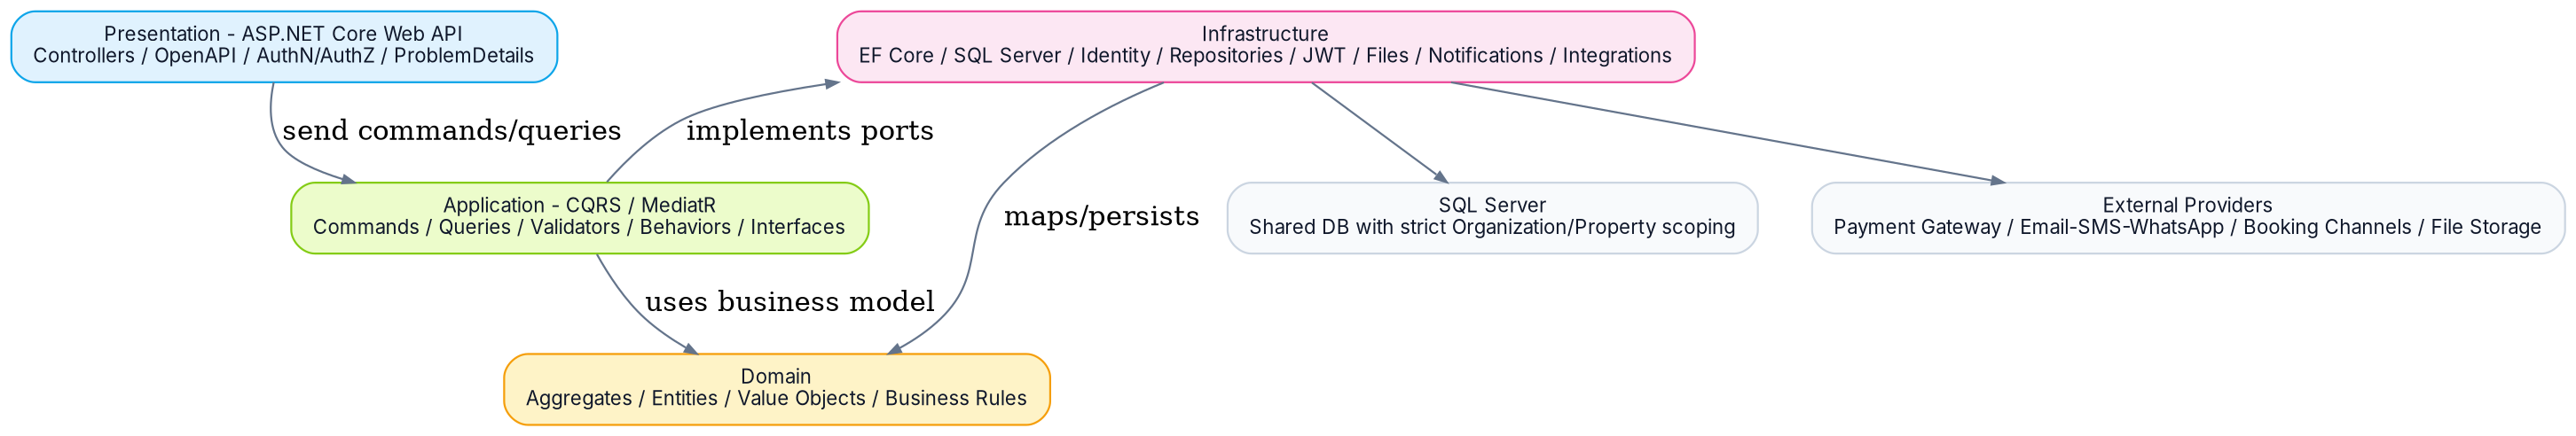 Presentation - ASP.NET Core Web API
Controllers / OpenAPI / AuthN/AuthZ / ProblemDetails
Infrastructure
EF Core / SQL Server / Identity / Repositories / JWT / Files / Notifications / Integrations
send commands/queries
implements ports
Application - CQRS / MediatR
Commands / Queries / Validators / Behaviors / Interfaces
maps/persists
SQL Server
Shared DB with strict Organization/Property scoping
External Providers
Payment Gateway / Email-SMS-WhatsApp / Booking Channels / File Storage
uses business model
Domain
Aggregates / Entities / Value Objects / Business Rules